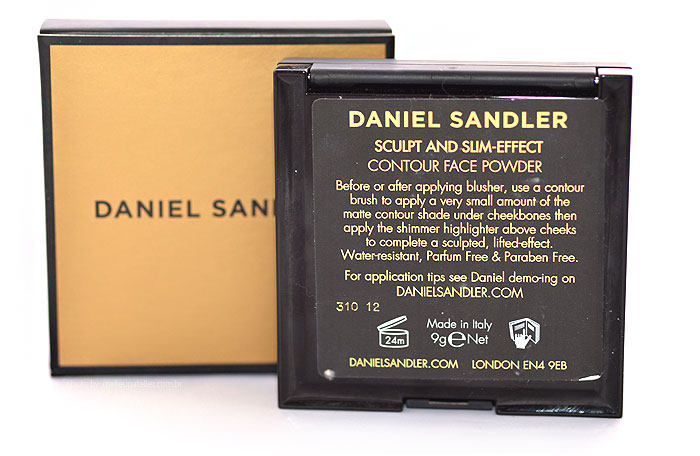 DANIEL SAND
DANIEL SANDLER
SCULPT AND SLIM-EFFECT
CONTOUR FACE POWDER
Before or after applying blusher, use a contour
brush to apply a very small amount of the
matte contour shade under cheekbones then
apply the shimmer highlighter above cheeks
to complete a sculpted, lifted-effect.
Water-resistant, Parfum Free & Paraben Free.
For application tips see Daniel demo-ing on
DANIELSANDLER.COM
310 12
24m
Made in Italy
9g℮Net
DANIELSANDLER.COM LONDON EN4 9EB